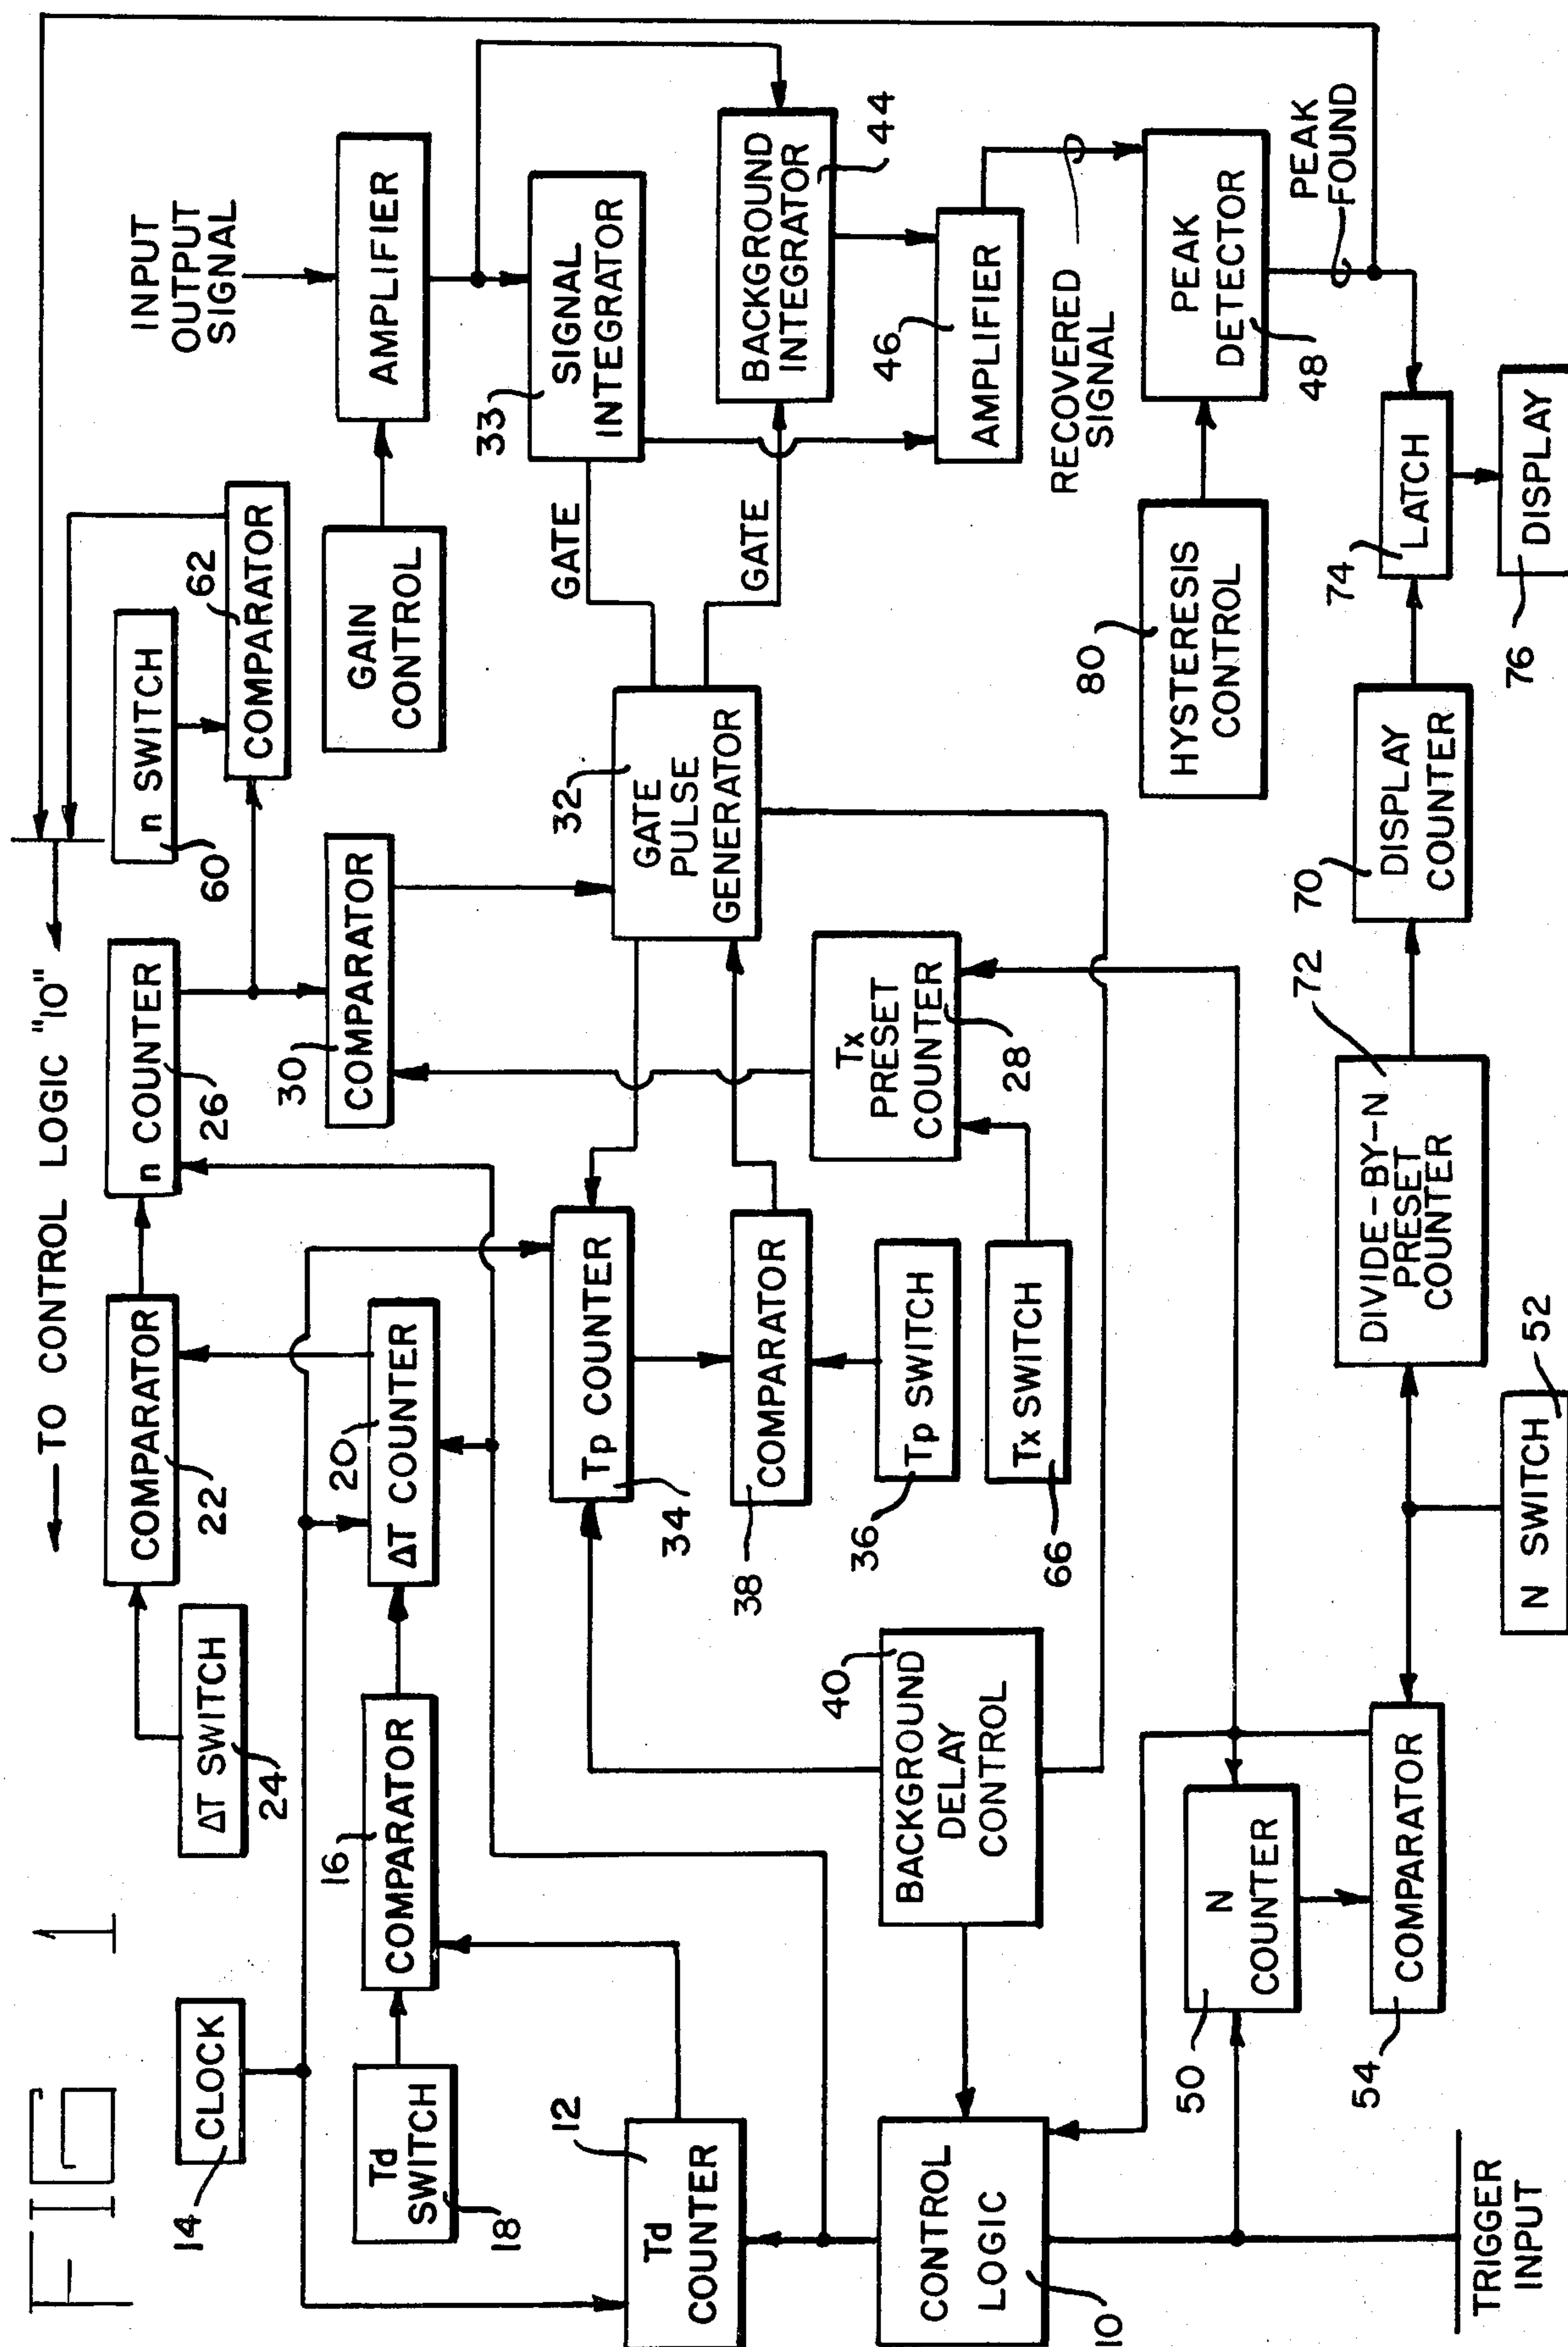 FIG 1
TO CONTROL LOGIC "10"
14
CLOCK
ΔT SWITCH
24
COMPARATOR
22
n COUNTER
26
n SWITCH
60
COMPARATOR
62
INPUT
OUTPUT
SIGNAL
Td
SWITCH
18
16
COMPARATOR
20
ΔT COUNTER
30
COMPARATOR
GAIN
CONTROL
AMPLIFIER
12
Td
COUNTER
Tp COUNTER
34
32
GATE
PULSE
GENERATOR
GATE
GATE
33
SIGNAL
INTEGRATOR
38
COMPARATOR
BACKGROUND
INTEGRATOR
44
36
Tp SWITCH
Tx
PRESET
COUNTER
28
66
Tx SWITCH
40
BACKGROUND
DELAY
CONTROL
CONTROL
LOGIC
10
46
AMPLIFIER
RECOVERED
SIGNAL
80
HYSTERESIS
CONTROL
PEAK
DETECTOR
48
PEAK
FOUND
50
N
COUNTER
54
COMPARATOR
72
DIVIDE-BY-N
PRESET
COUNTER
70
DISPLAY
COUNTER
74
LATCH
TRIGGER
INPUT
N SWITCH
52
76
DISPLAY